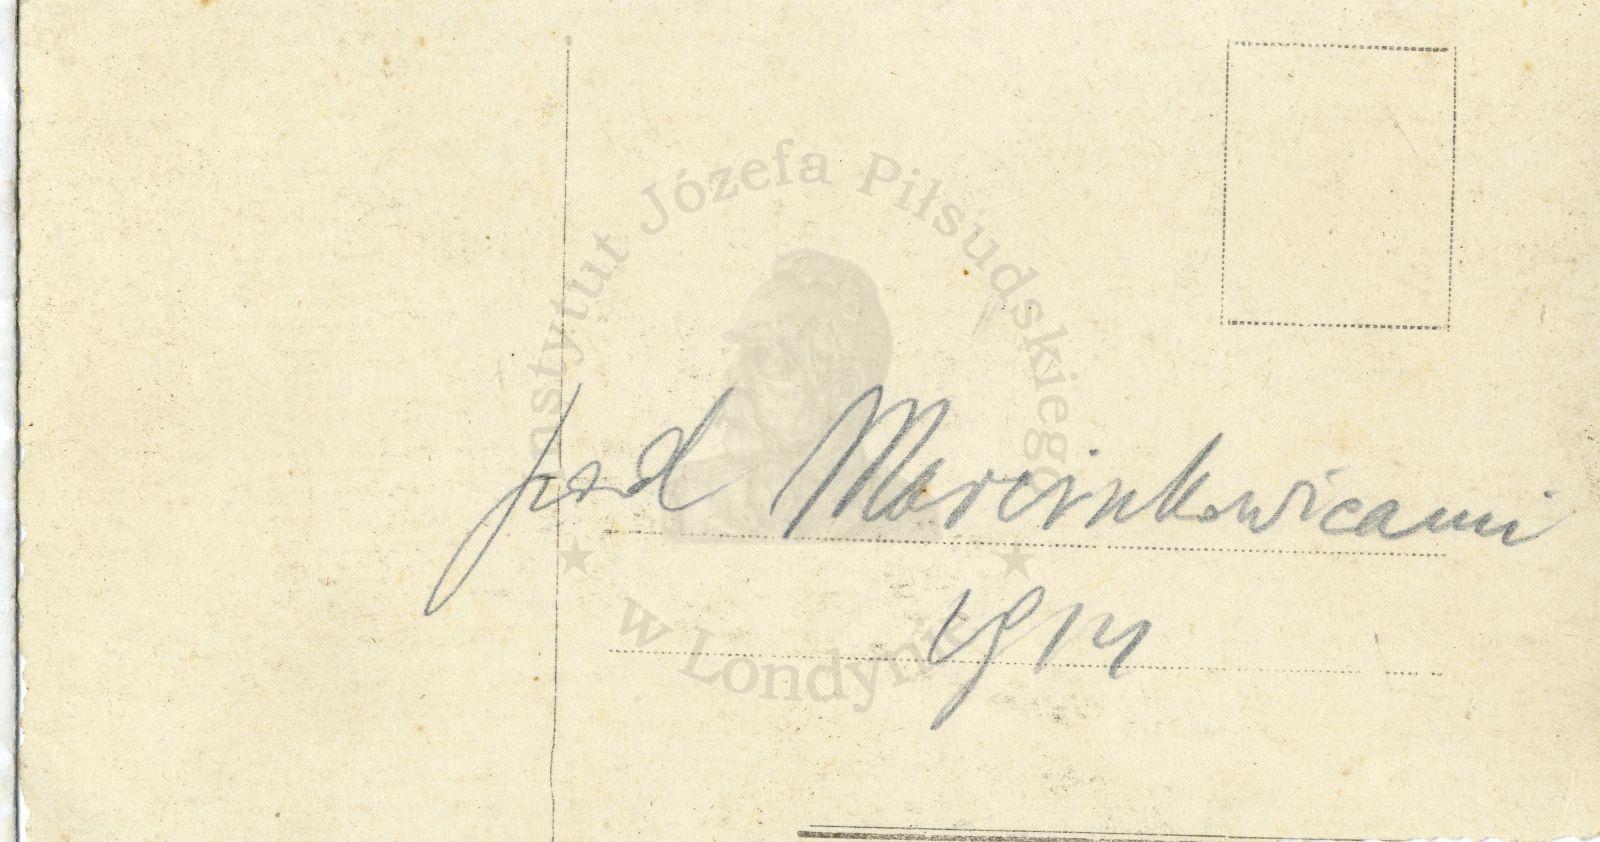 Instytut Józefa Piłsudskiego
pod Marcinkowicami
1914
w Londynie